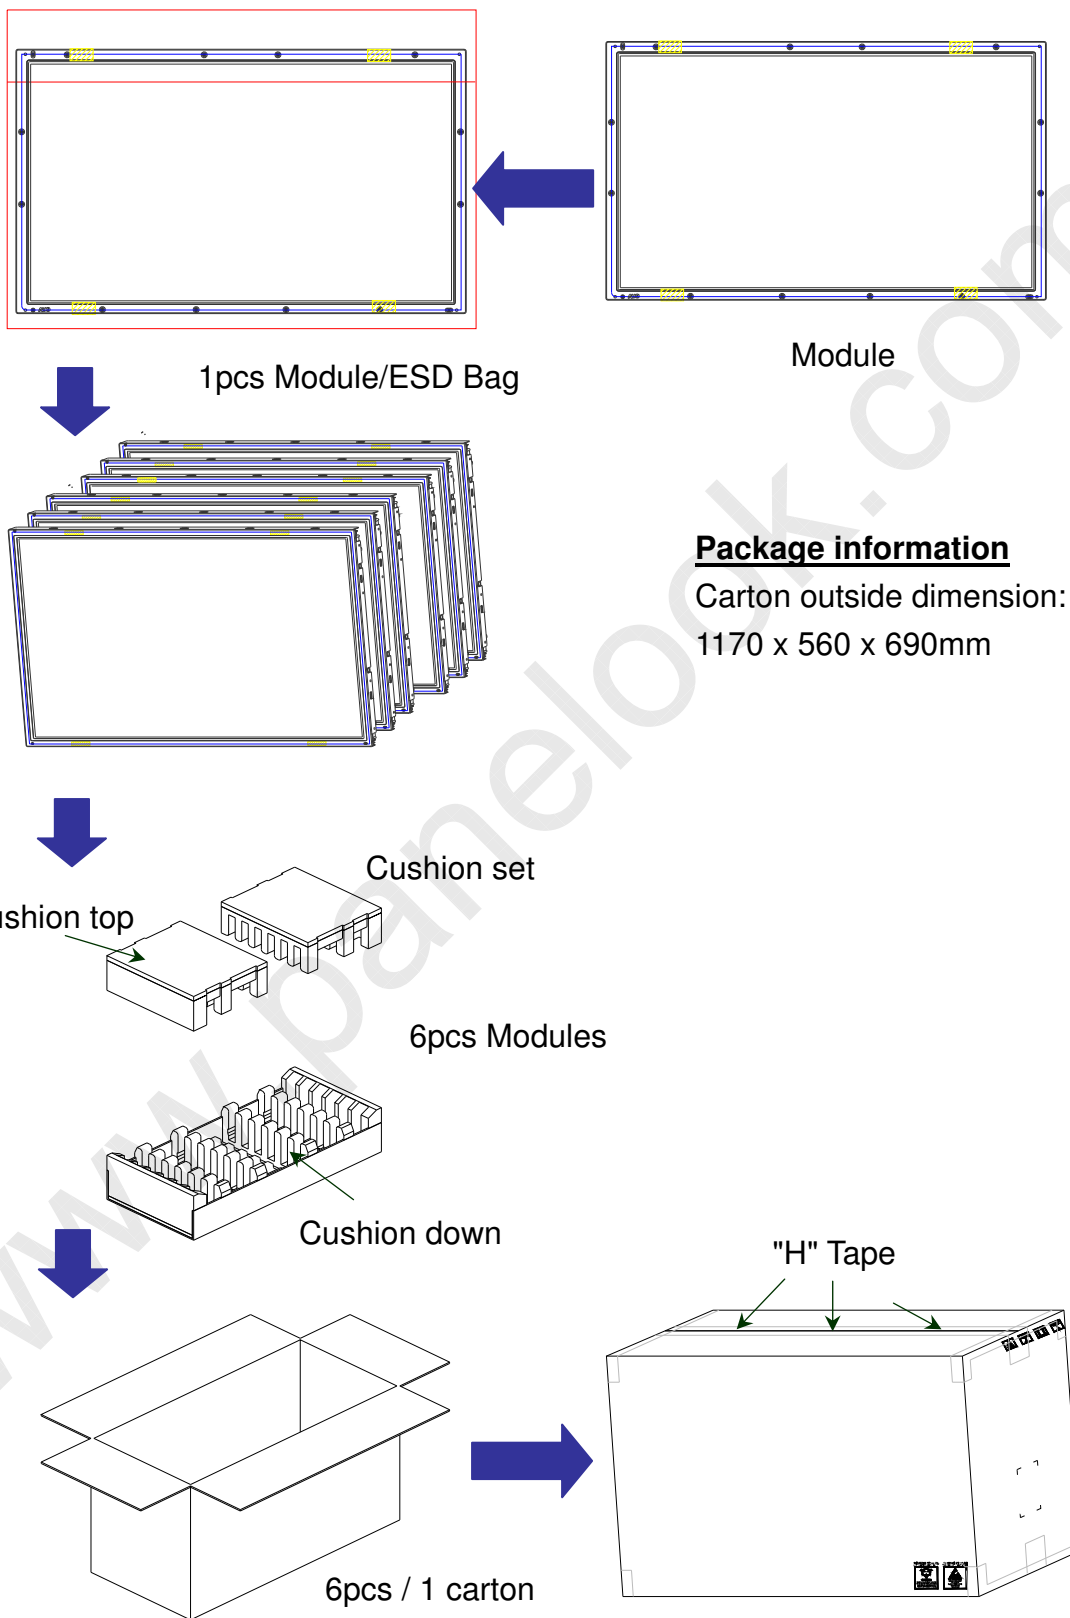 Module
1pcs Module/ESD Bag
Package information
Carton outside dimension:
1170 x 560 x 690mm
Cushion set
ushion top
6pcs Modules
Cushion down
"H" Tape
6pcs / 1 carton
www.panelook.com